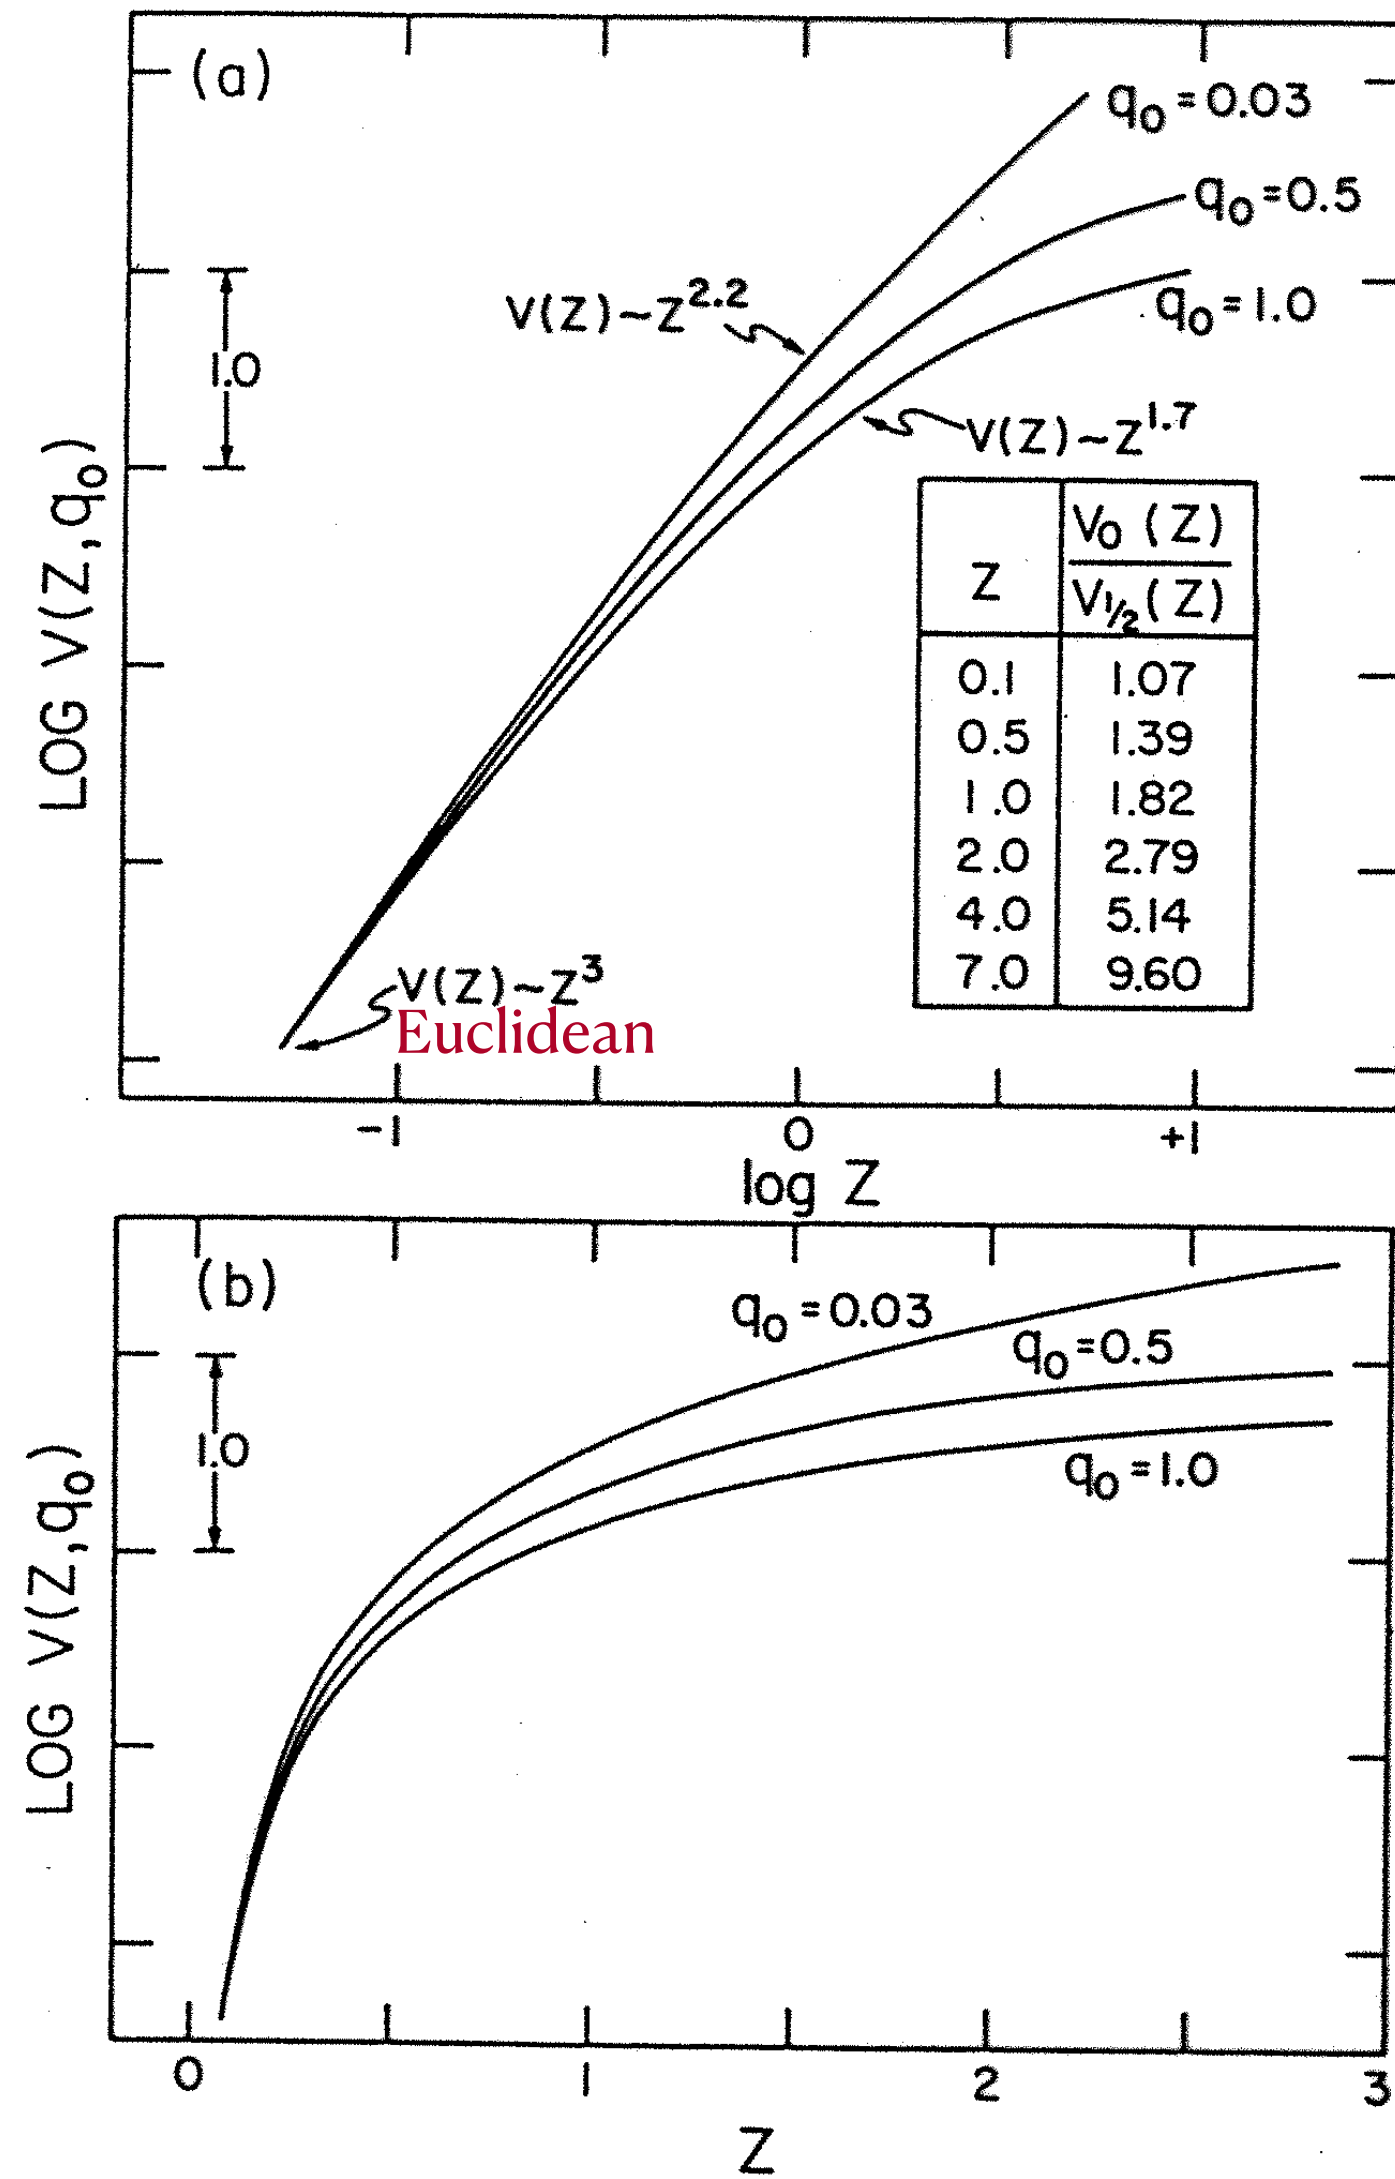 (a)
q₀ = 0.03
q₀ = 0.5
q₀ = 1.0
V(Z) ~ Z^2.2
1.0
V(Z) ~ Z^1.7
LOG V(Z, q₀)
Z V₀ (Z) / V½ (Z)
0.1 1.07
0.5 1.39
1.0 1.82
2.0 2.79
4.0 5.14
7.0 9.60
V(Z) ~ Z^3
Euclidean
-1 0 +1
log Z
(b)
q₀ = 0.03
q₀ = 0.5
1.0
q₀ = 1.0
LOG V(Z, q₀)
0 1 2 3
Z